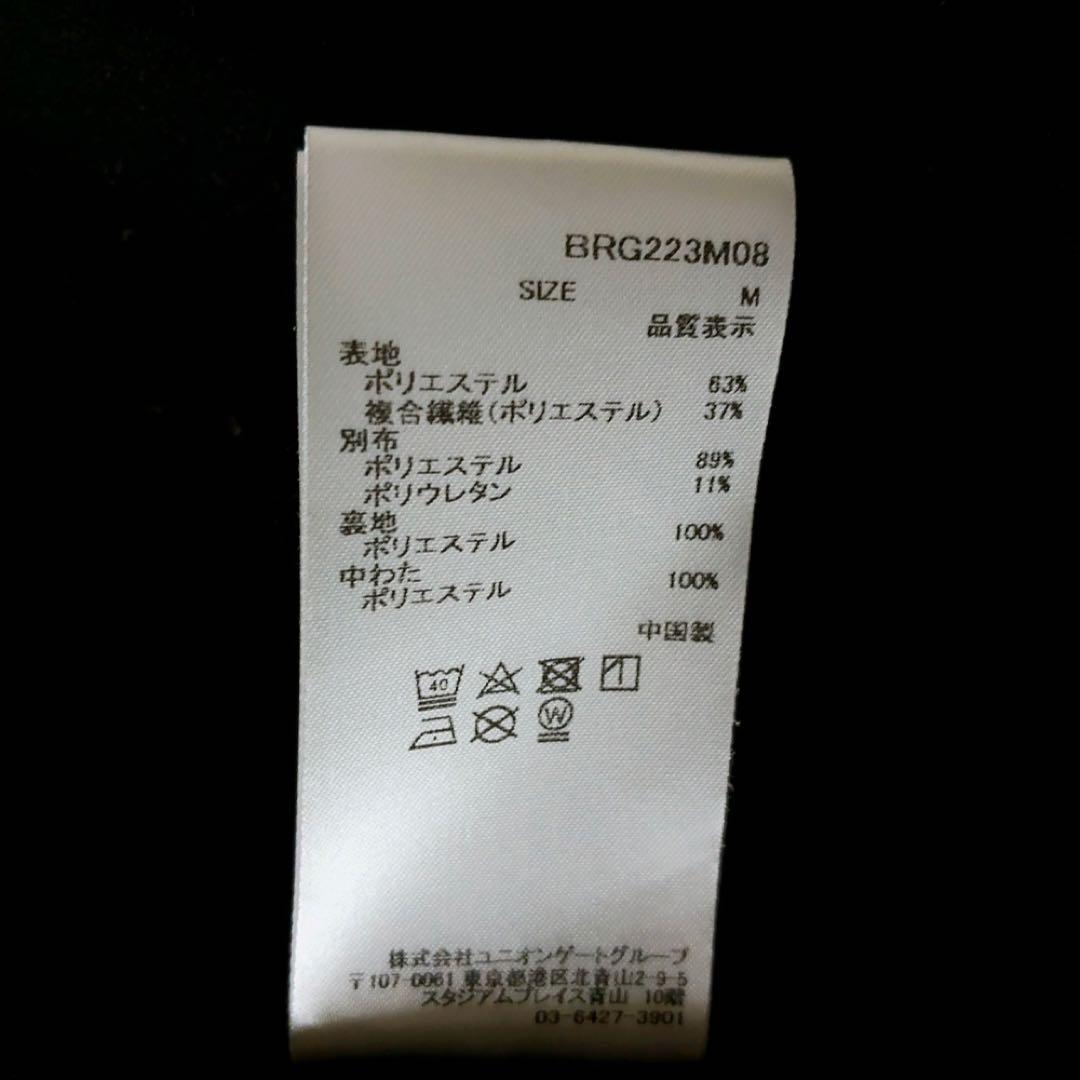 BRG223M08
SIZE M
品質表示
表地
ポリエステル 63%
複合繊維(ポリエステル) 37%
別布
ポリエステル 89%
ポリウレタン 11%
裏地
ポリエステル 100%
中わた
ポリエステル 100%
中国製
40
W
株式会社ユニオンゲートグループ
〒107-0061 東京都港区北青山2-9-5
スタジアムプレイス青山 10階
03-6427-3901